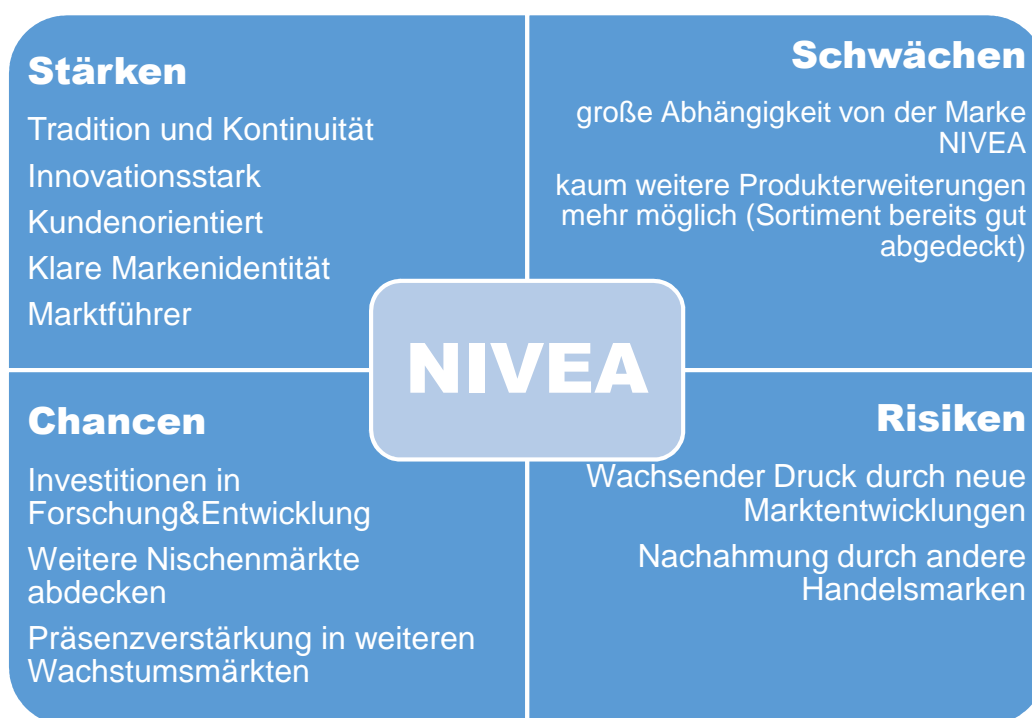 Stärken
Tradition und Kontinuität
Innovationsstark
Kundenorientiert
Klare Markenidentität
Marktführer
Schwächen
große Abhängigkeit von der Marke
NIVEA
kaum weitere Produkterweiterungen
mehr möglich (Sortiment bereits gut
abgedeckt)
NIVEA
Chancen
Investitionen in
Forschung&Entwicklung
Weitere Nischenmärkte
abdecken
Präsenzverstärkung in weiteren
Wachstumsmärkten
Risiken
Wachsender Druck durch neue
Marktentwicklungen
Nachahmung durch andere
Handelsmarken